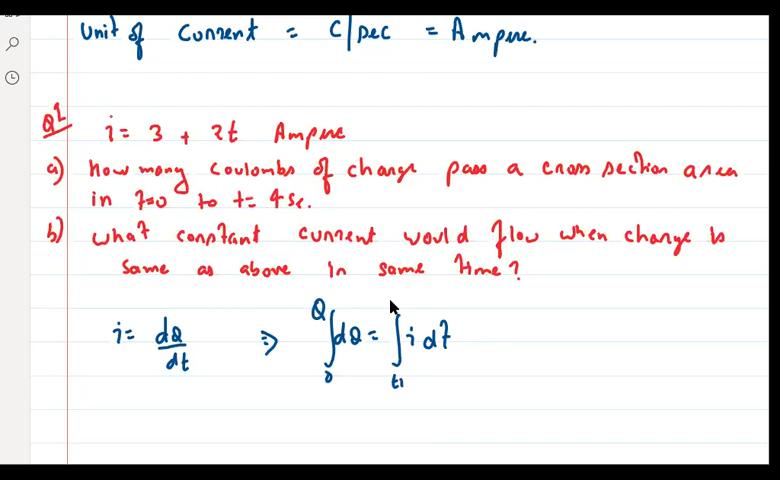 Unit of Current = C/sec = Ampere.
Q1 i = 3 + 2t Ampere
a) how many Coulombs of charge pass a cross section area
in t=0 to t= 4 sec.
b) what constant current would flow when charge is
same as above in same time?
i = dQ/dt ⇒ ∫₀^Q dQ = ∫_t1 i dt